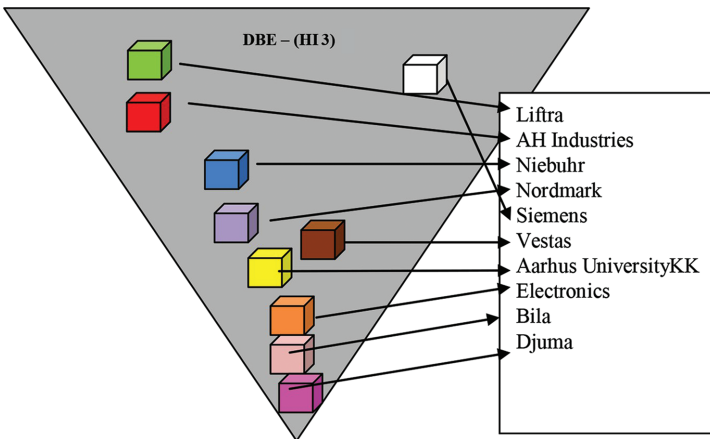 DBE – (HI 3)
Liftra
AH Industries
Niebuhr
Nordmark
Siemens
Vestas
Aarhus UniversityKK
Electronics
Bila
Djuma